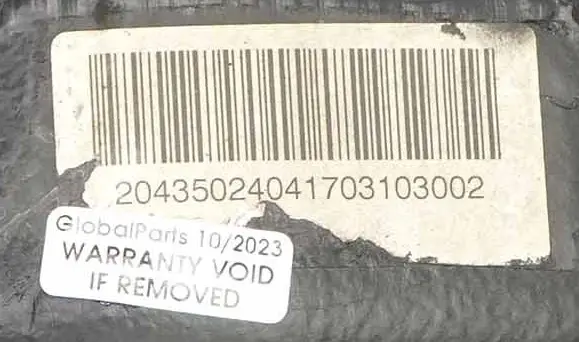 20435024041703103002
GlobalParts 10/2023
WARRANTY VOID
IF REMOVED